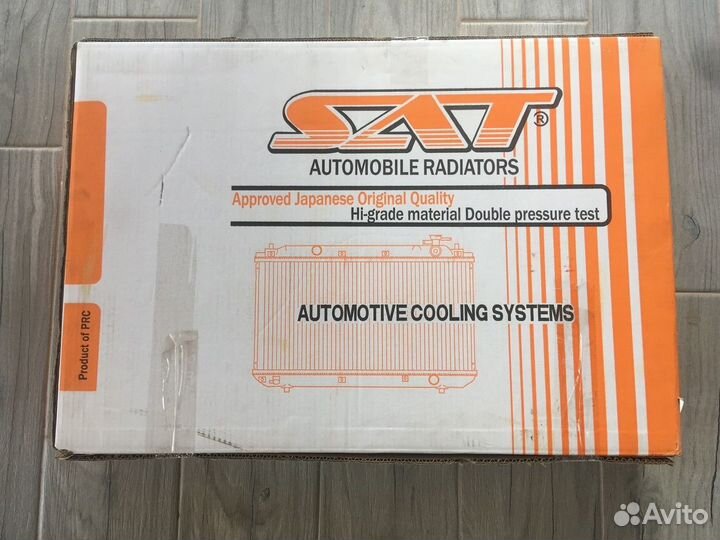 SAT®
AUTOMOBILE RADIATORS
Approved Japanese Original Quality
Hi-grade material Double pressure test
AUTOMOTIVE COOLING SYSTEMS
Product of PRC
Avito